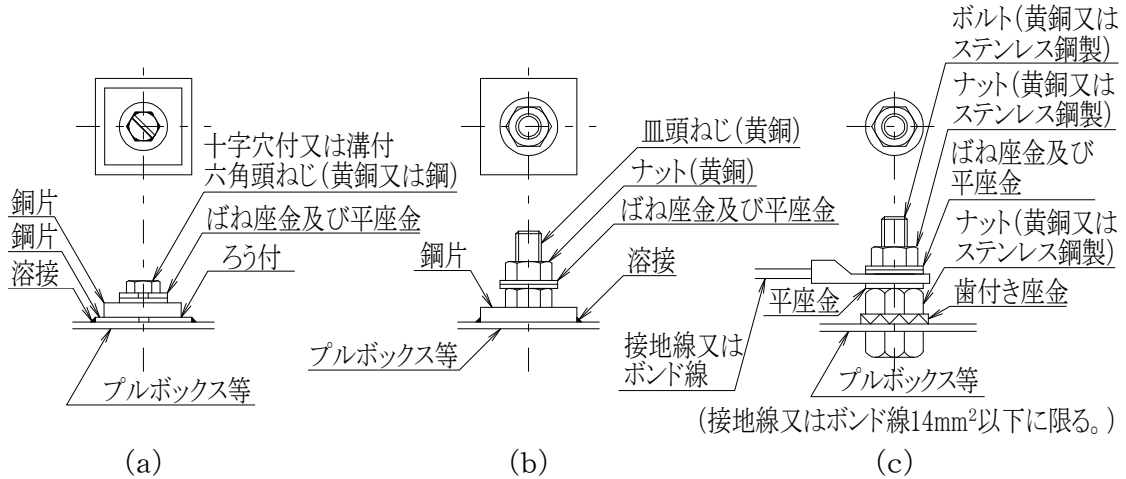 十字穴付又は溝付
六角頭ねじ(黄銅又は鋼)
ばね座金及び平座金
銅片
鋼片
溶接
ろう付
プルボックス等
(a)
皿頭ねじ(黄銅)
ナット(黄銅)
ばね座金及び平座金
鋼片
溶接
プルボックス等
(b)
ボルト(黄銅又は
ステンレス鋼製)
ナット(黄銅又は
ステンレス鋼製)
ばね座金及び
平座金
ナット(黄銅又は
ステンレス鋼製)
平座金
歯付き座金
接地線又は
ボンド線
プルボックス等
(接地線又はボンド線14mm²以下に限る。)
(c)